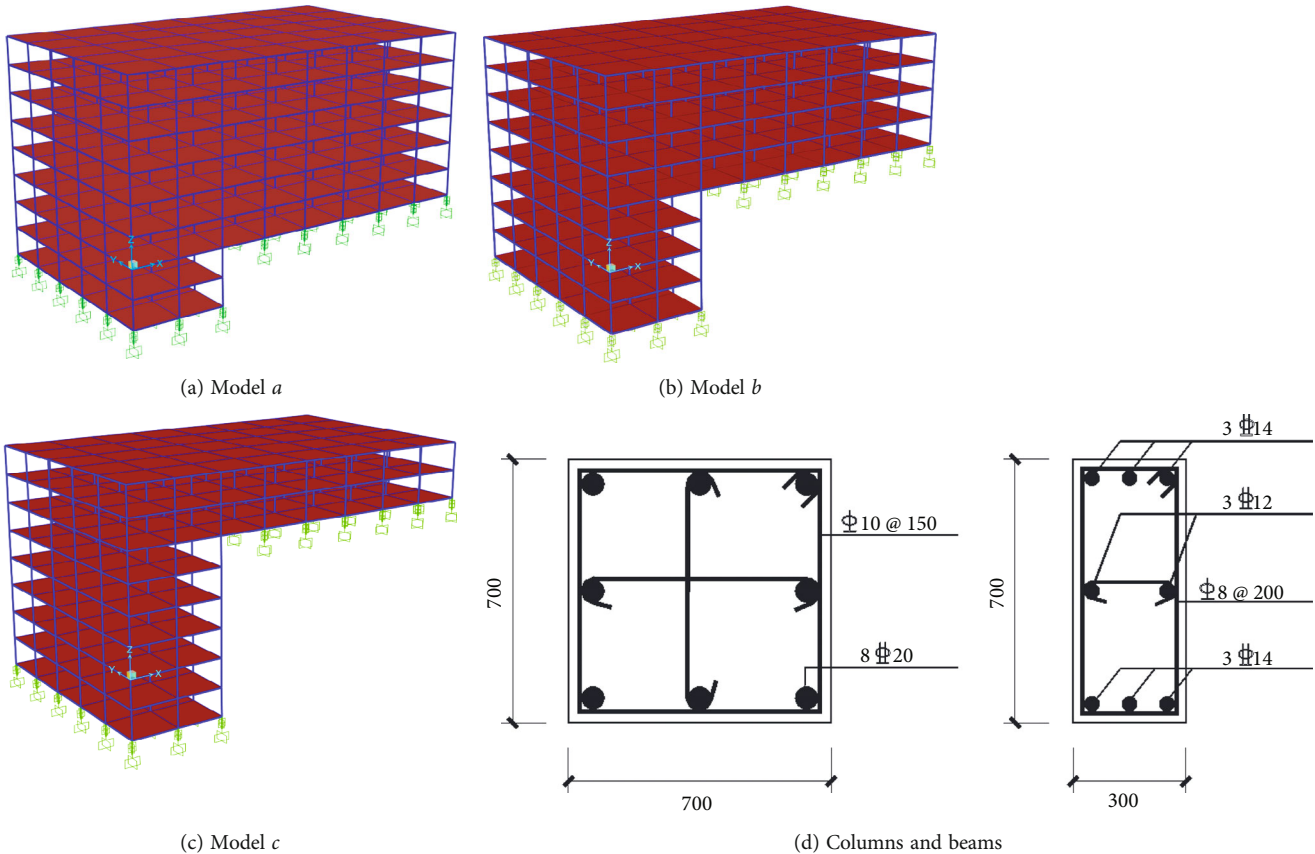 Z
Y
X
(a) Model a
Z
Y
X
(b) Model b
Z
Y
X
(c) Model c
700
700
Φ10 @ 150
8 Φ20
700
300
3 Φ14
3 Φ12
Φ8 @ 200
3 Φ14
(d) Columns and beams